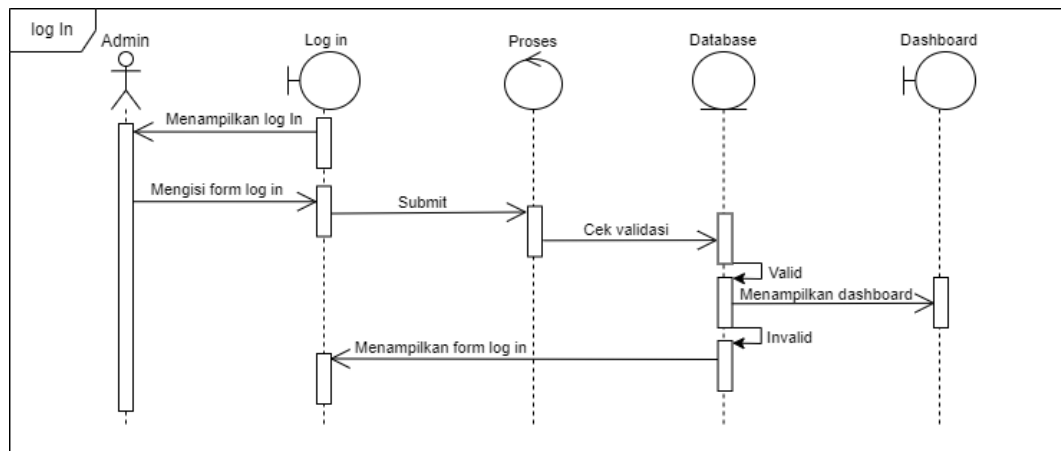 log In
Admin
Log in
Proses
Database
Dashboard
Menampilkan log In
Mengisi form log in
Submit
Cek validasi
Valid
Menampilkan dashboard
Invalid
Menampilkan form log in